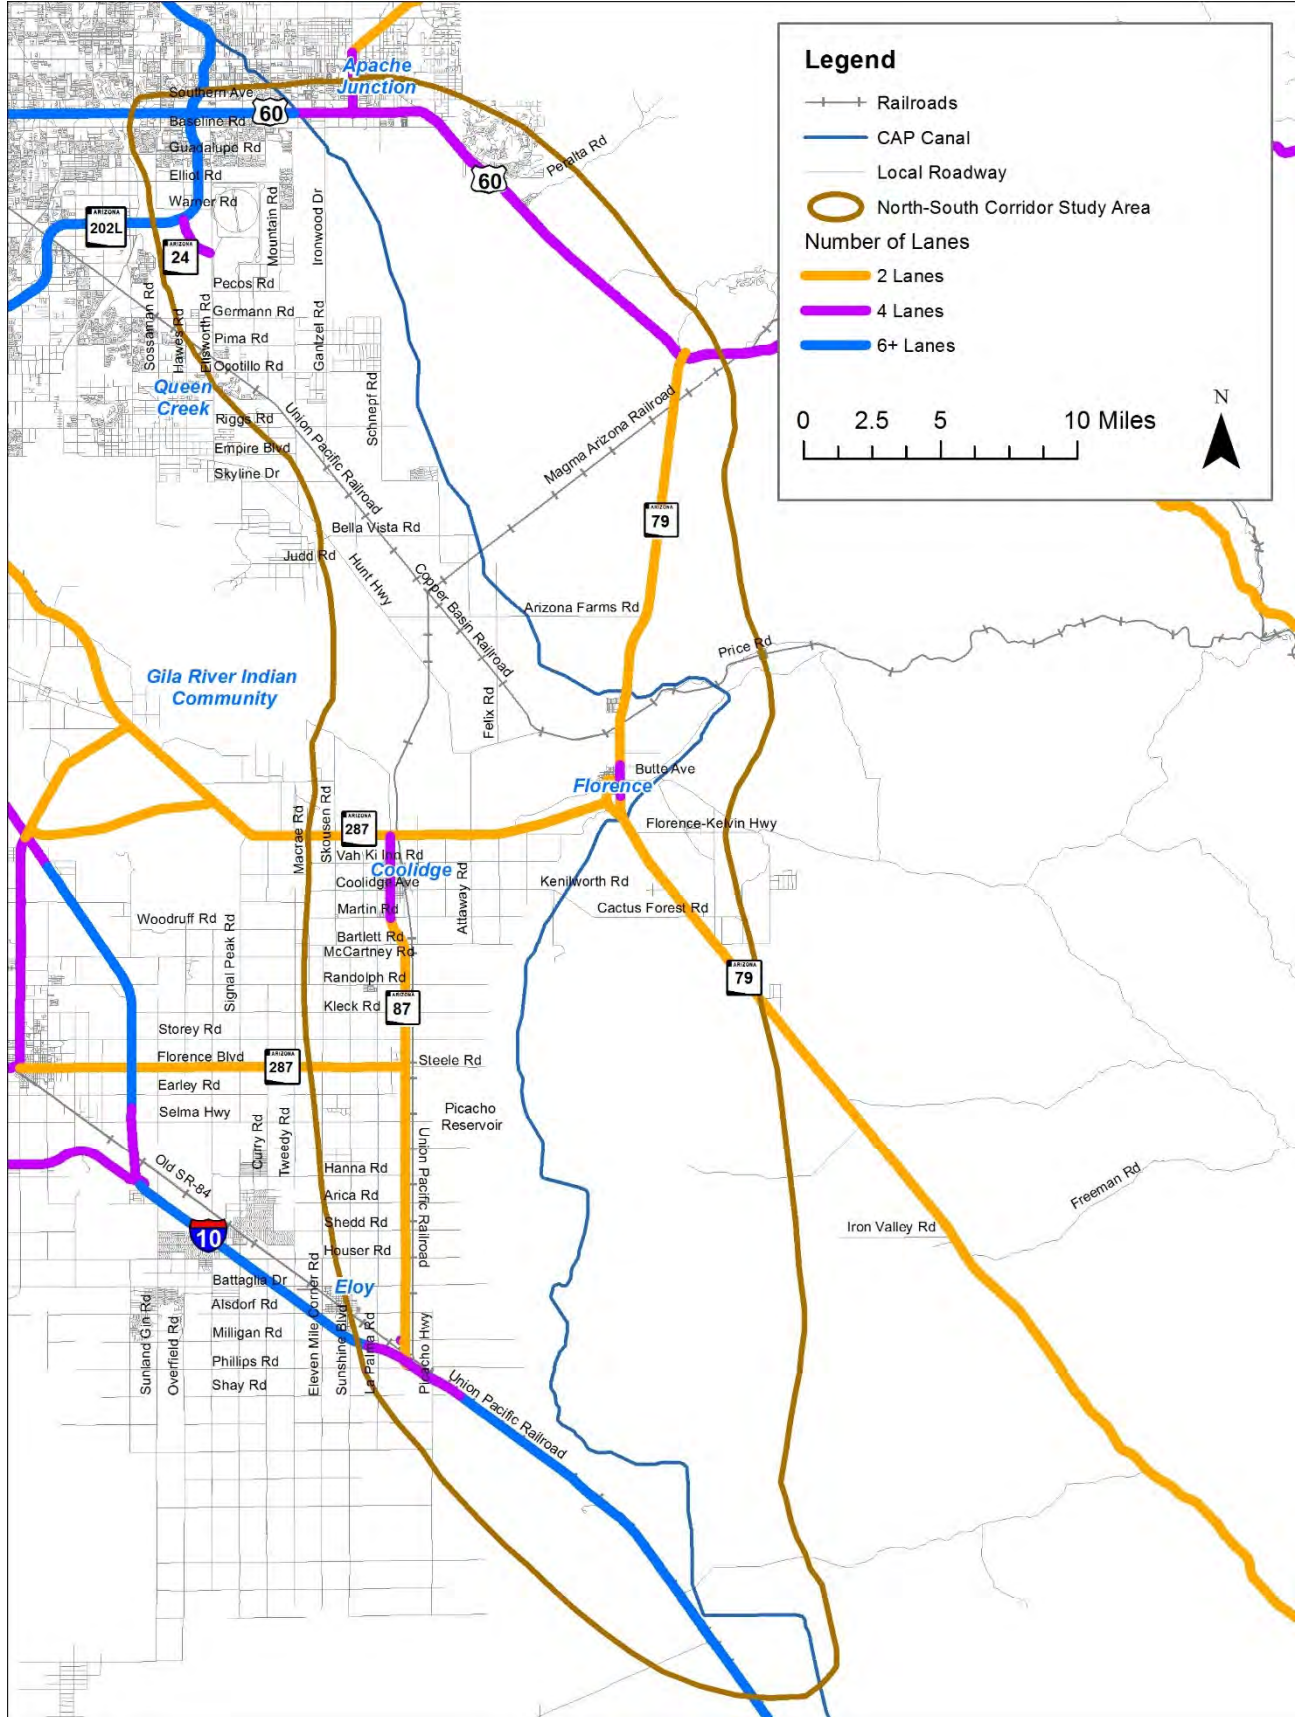 Legend
Railroads
CAP Canal
Local Roadway
North-South Corridor Study Area
Number of Lanes
2 Lanes
4 Lanes
6+ Lanes
N
0 2.5 5 10 Miles
Apache
Junction
Southern Ave
60
Baseline Rd
Guadalupe Rd
Elliot Rd
60
Peralta Rd
Warner Rd
ARIZONA
202L
ARIZONA
24
Mountain Rd
Ironwood Dr
Pecos Rd
Sossaman Rd
Hawes Rd
Ellsworth Rd
Germann Rd
Gantzel Rd
Pima Rd
Ocotillo Rd
Queen
Creek
Schnepf Rd
Riggs Rd
Union Pacific Railroad
Magma Arizona Railroad
Empire Blvd
Skyline Dr
ARIZONA
79
Bella Vista Rd
Judd Rd
Hunt Hwy
Copper Basin Railroad
Arizona Farms Rd
Price Rd
Gila River Indian
Community
Felix Rd
Butte Ave
Florence
Macrae Rd
Skousen Rd
ARIZONA
287
Florence-Kelvin Hwy
Vah Ki Inn Rd
Coolidge
Coolidge Ave
Attaway Rd
Kenilworth Rd
Martin Rd
Cactus Forest Rd
Woodruff Rd
Signal Peak Rd
Bartlett Rd
McCartney Rd
Randolph Rd
ARIZONA
79
Kleck Rd
ARIZONA
87
Storey Rd
Florence Blvd
ARIZONA
287
Steele Rd
Earley Rd
Selma Hwy
Picacho
Reservoir
Curry Rd
Tweedy Rd
Union Pacific Railroad
Old SR-84
Hanna Rd
Arica Rd
Freeman Rd
Shedd Rd
Iron Valley Rd
10
Houser Rd
Battaglia Dr
Eloy
Alsdorf Rd
Milligan Rd
Phillips Rd
Shay Rd
Sunland Gin Rd
Overfield Rd
Eleven Mile Corner Rd
Sunshine Blvd
La Palma Rd
Picacho Hwy
Union Pacific Railroad